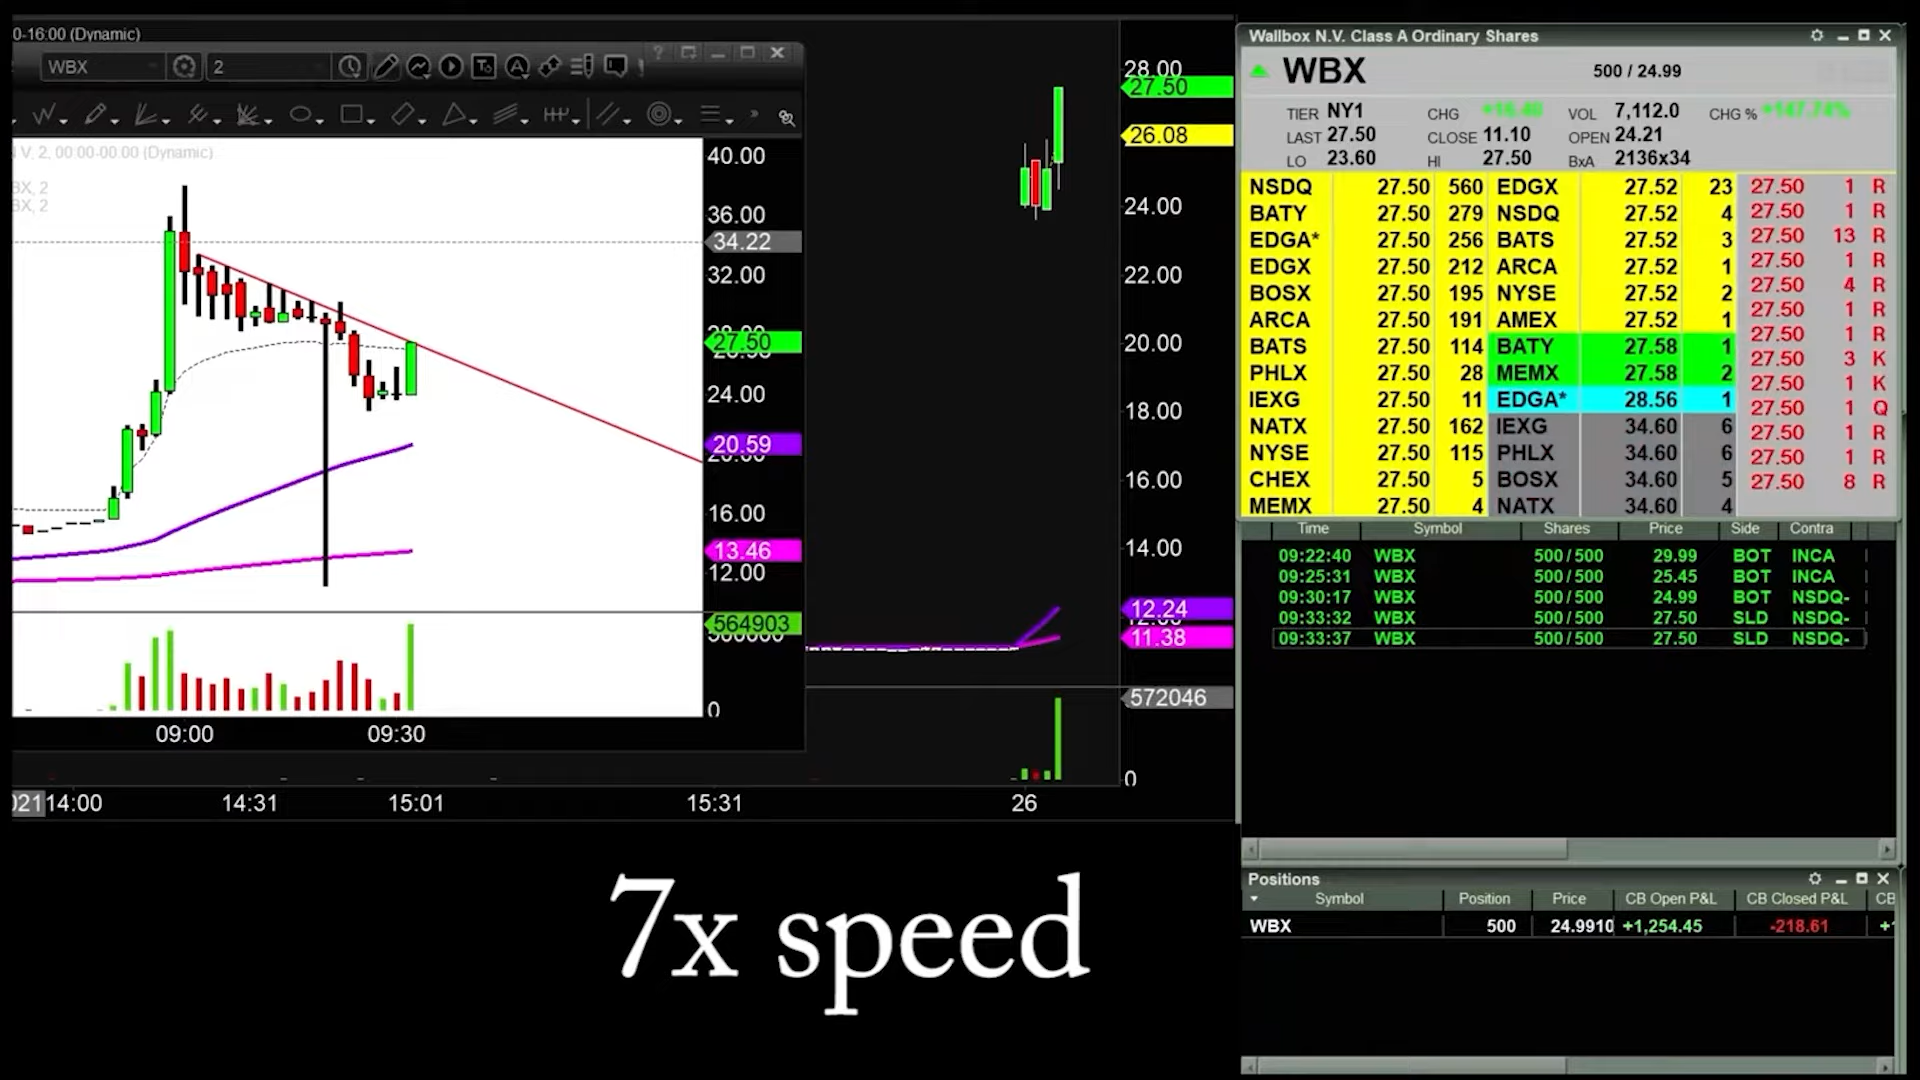 0-16:00 (Dynamic)
WBX
2
V, 2, 00:00-00:00 (Dynamic)
BX, 2
BX, 2
40.00
36.00
34.22
32.00
27.50
24.00
20.59
16.00
13.46
12.00
564903
0
09:00
09:30
28.00
27.50
26.08
24.00
22.00
20.00
18.00
16.00
14.00
12.24
11.38
572046
0
02114:00
14:31
15:01
15:31
26
7x speed
Wallbox N.V. Class A Ordinary Shares
WBX 500 / 24.99
TIER NY1 CHG +16.40 VOL 7,112.0 CHG % +147.74%
LAST 27.50 CLOSE 11.10 OPEN 24.21
LO 23.60 HI 27.50 BxA 2136x34
NSDQ 27.50 560 EDGX 27.52 23 27.50 1 R
BATY 27.50 279 NSDQ 27.52 4 27.50 1 R
EDGA* 27.50 256 BATS 27.52 3 27.50 13 R
EDGX 27.50 212 ARCA 27.52 1 27.50 1 R
BOSX 27.50 195 NYSE 27.52 2 27.50 4 R
ARCA 27.50 191 AMEX 27.52 1 27.50 1 R
BATS 27.50 114 BATY 27.58 1 27.50 1 R
PHLX 27.50 28 MEMX 27.58 2 27.50 3 K
IEXG 27.50 11 EDGA* 28.56 1 27.50 1 K
NATX 27.50 162 IEXG 34.60 6 27.50 1 Q
NYSE 27.50 115 PHLX 34.60 6 27.50 1 R
CHEX 27.50 5 BOSX 34.60 5 27.50 1 R
MEMX 27.50 4 NATX 34.60 4 27.50 8 R
Time Symbol Shares Price Side Contra
09:22:40 WBX 500/500 29.99 BOT INCA
09:25:31 WBX 500/500 25.45 BOT INCA
09:30:17 WBX 500/500 24.99 BOT NSDQ-
09:33:32 WBX 500/500 27.50 SLD NSDQ-
09:33:37 WBX 500/500 27.50 SLD NSDQ-
Positions
Symbol Position Price CB Open P&L CB Closed P&L CB
WBX 500 24.9910 +1,254.45 -218.61 +1